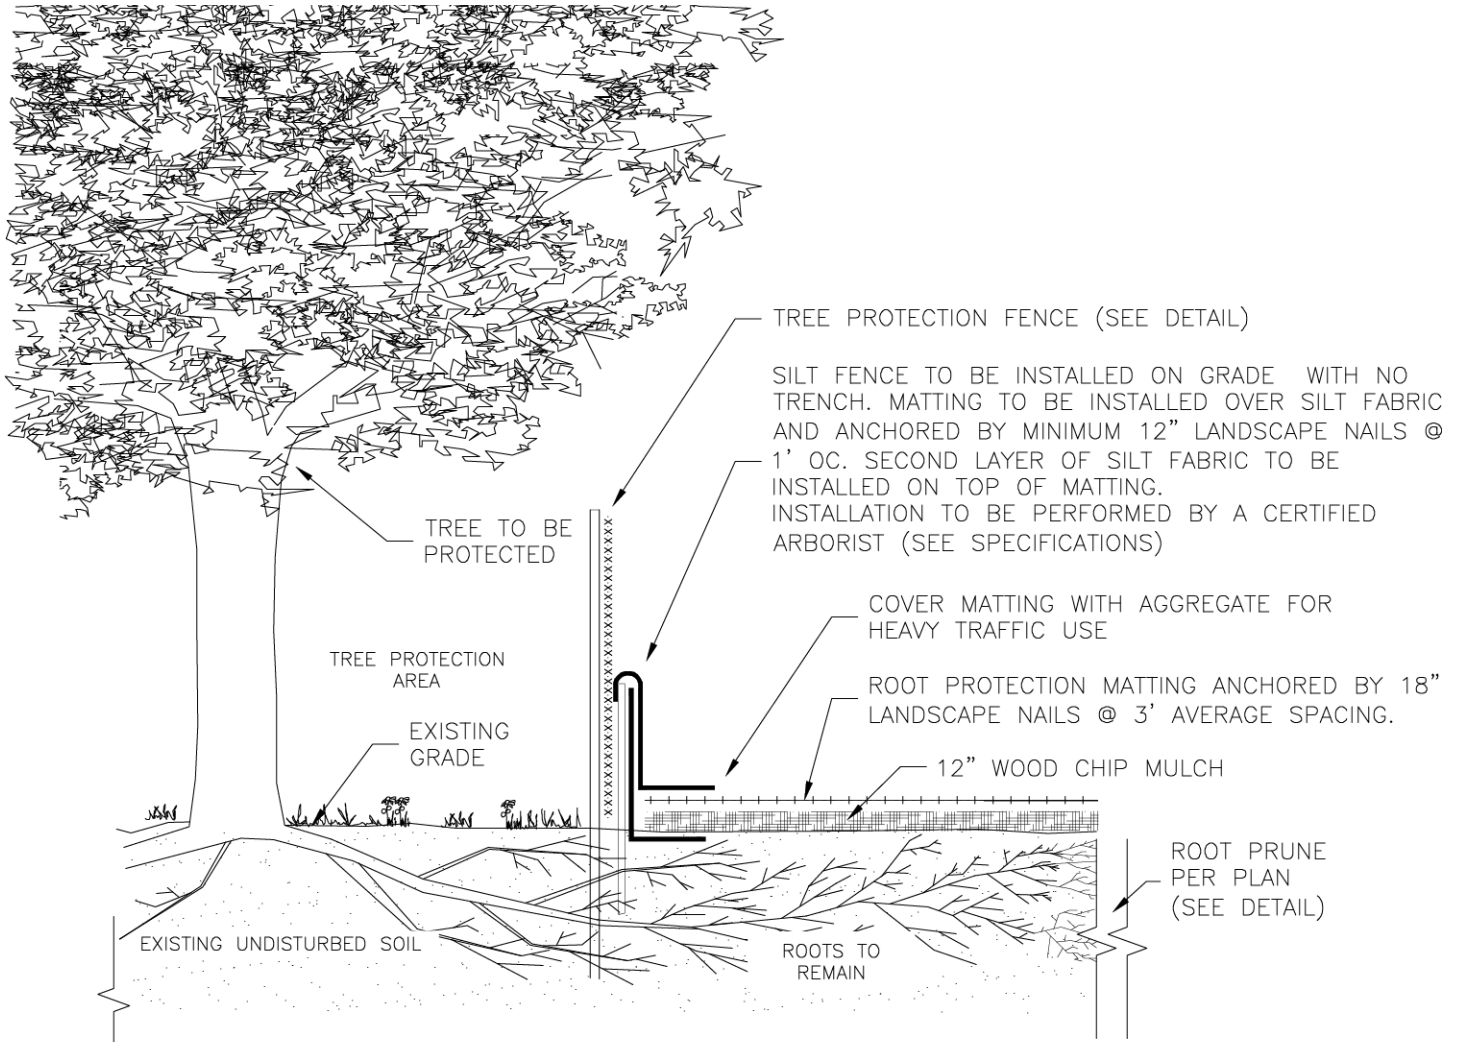 TREE PROTECTION FENCE (SEE DETAIL)
SILT FENCE TO BE INSTALLED ON GRADE WITH NO
TRENCH. MATTING TO BE INSTALLED OVER SILT FABRIC
AND ANCHORED BY MINIMUM 12” LANDSCAPE NAILS @
1’ OC. SECOND LAYER OF SILT FABRIC TO BE
INSTALLED ON TOP OF MATTING.
INSTALLATION TO BE PERFORMED BY A CERTIFIED
ARBORIST (SEE SPECIFICATIONS)
TREE TO BE
PROTECTED
COVER MATTING WITH AGGREGATE FOR
HEAVY TRAFFIC USE
TREE PROTECTION
AREA
ROOT PROTECTION MATTING ANCHORED BY 18”
LANDSCAPE NAILS @ 3’ AVERAGE SPACING.
EXISTING
GRADE
12” WOOD CHIP MULCH
ROOT PRUNE
PER PLAN
(SEE DETAIL)
EXISTING UNDISTURBED SOIL
ROOTS TO
REMAIN